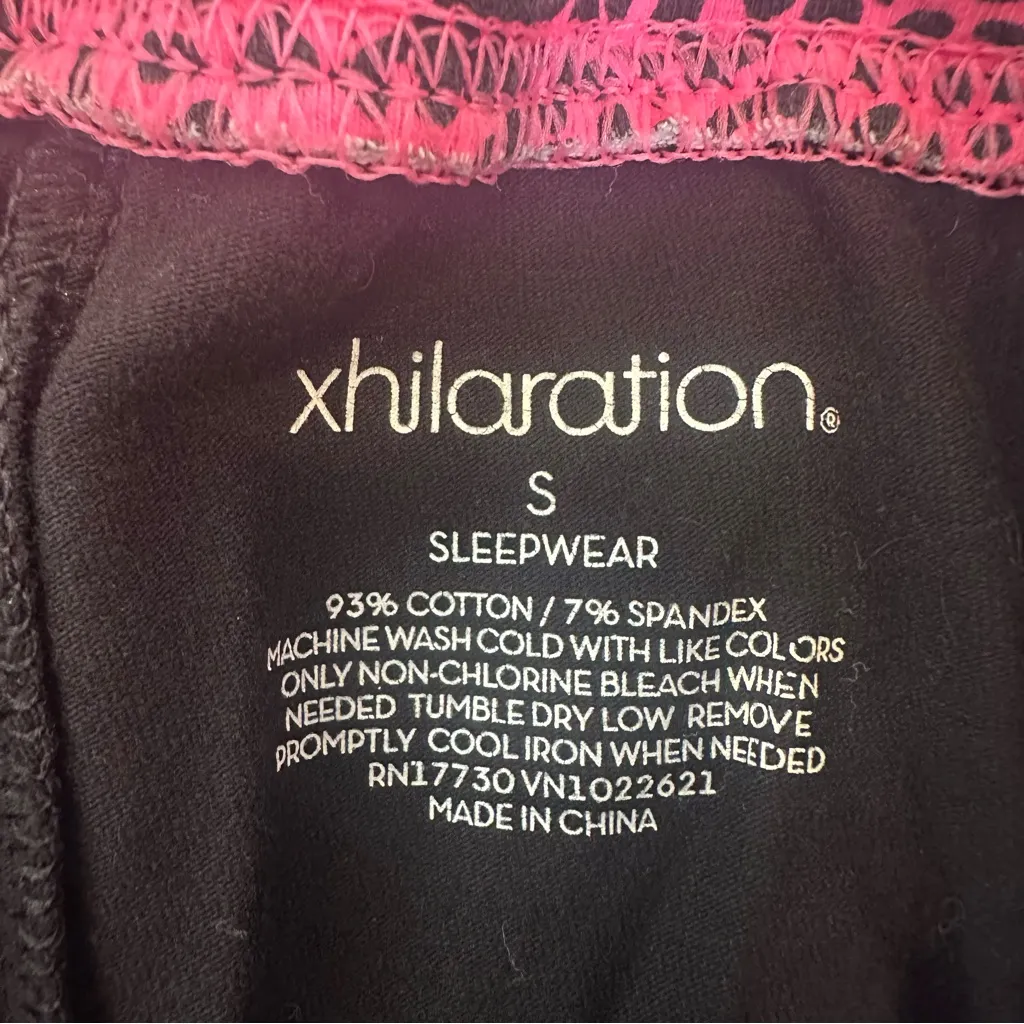 xhilaration®
S
SLEEPWEAR
93% COTTON / 7% SPANDEX
MACHINE WASH COLD WITH LIKE COLORS
ONLY NON-CHLORINE BLEACH WHEN
NEEDED TUMBLE DRY LOW REMOVE
PROMPTLY COOL IRON WHEN NEEDED
RN17730 VN1022621
MADE IN CHINA